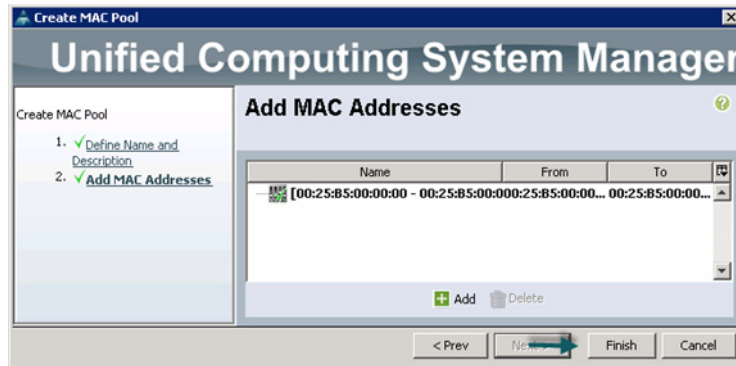 Create MAC Pool
Unified Computing System Manager
Create MAC Pool
1. Define Name and
Description
2. Add MAC Addresses
Add MAC Addresses
Name From To
[00:25:B5:00:00:00 - 00:25:B5:00:000:25:B5:00:00... 00:25:B5:00:00...
Add Delete
< Prev Finish Cancel